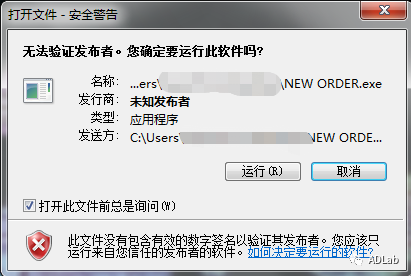 打开文件 - 安全警告
无法验证发布者。您确定要运行此软件吗?
名称: ...ers\ \NEW ORDER.exe
发行商: 未知发布者
类型: 应用程序
发送方: C:\Users\ NEW ORDE...
运行(R) 取消
打开此文件前总是询问(W)
此文件没有包含有效的数字签名以验证其发布者。您应该只
运行来自您信任的发布者的软件。如何决定要运行的软件?
ADLab